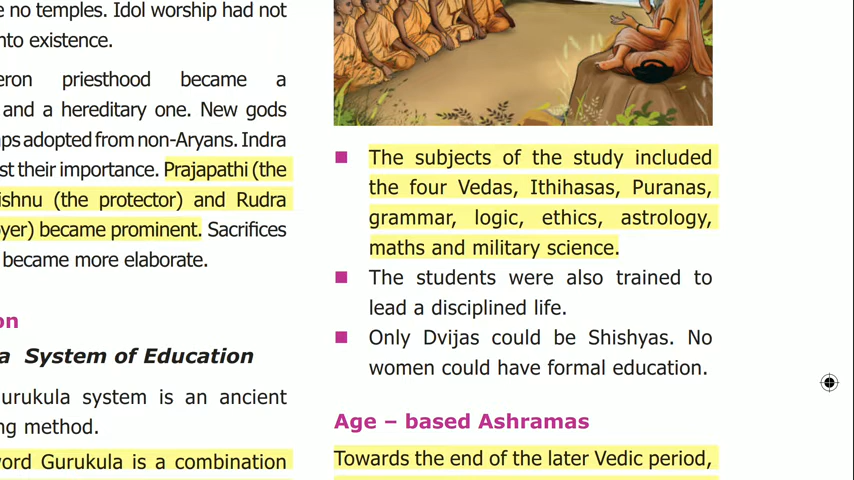 e no temples. Idol worship had not
nto existence.
eron priesthood became a
and a hereditary one. New gods
ps adopted from non-Aryans. Indra
st their importance. Prajapathi (the
ishnu (the protector) and Rudra
oyer) became prominent. Sacrifices
became more elaborate.
on
a System of Education
urukula system is an ancient
ng method.
ord Gurukula is a combination
The subjects of the study included
the four Vedas, Ithihasas, Puranas,
grammar, logic, ethics, astrology,
maths and military science.
The students were also trained to
lead a disciplined life.
Only Dvijas could be Shishyas. No
women could have formal education.
Age – based Ashramas
Towards the end of the later Vedic period,